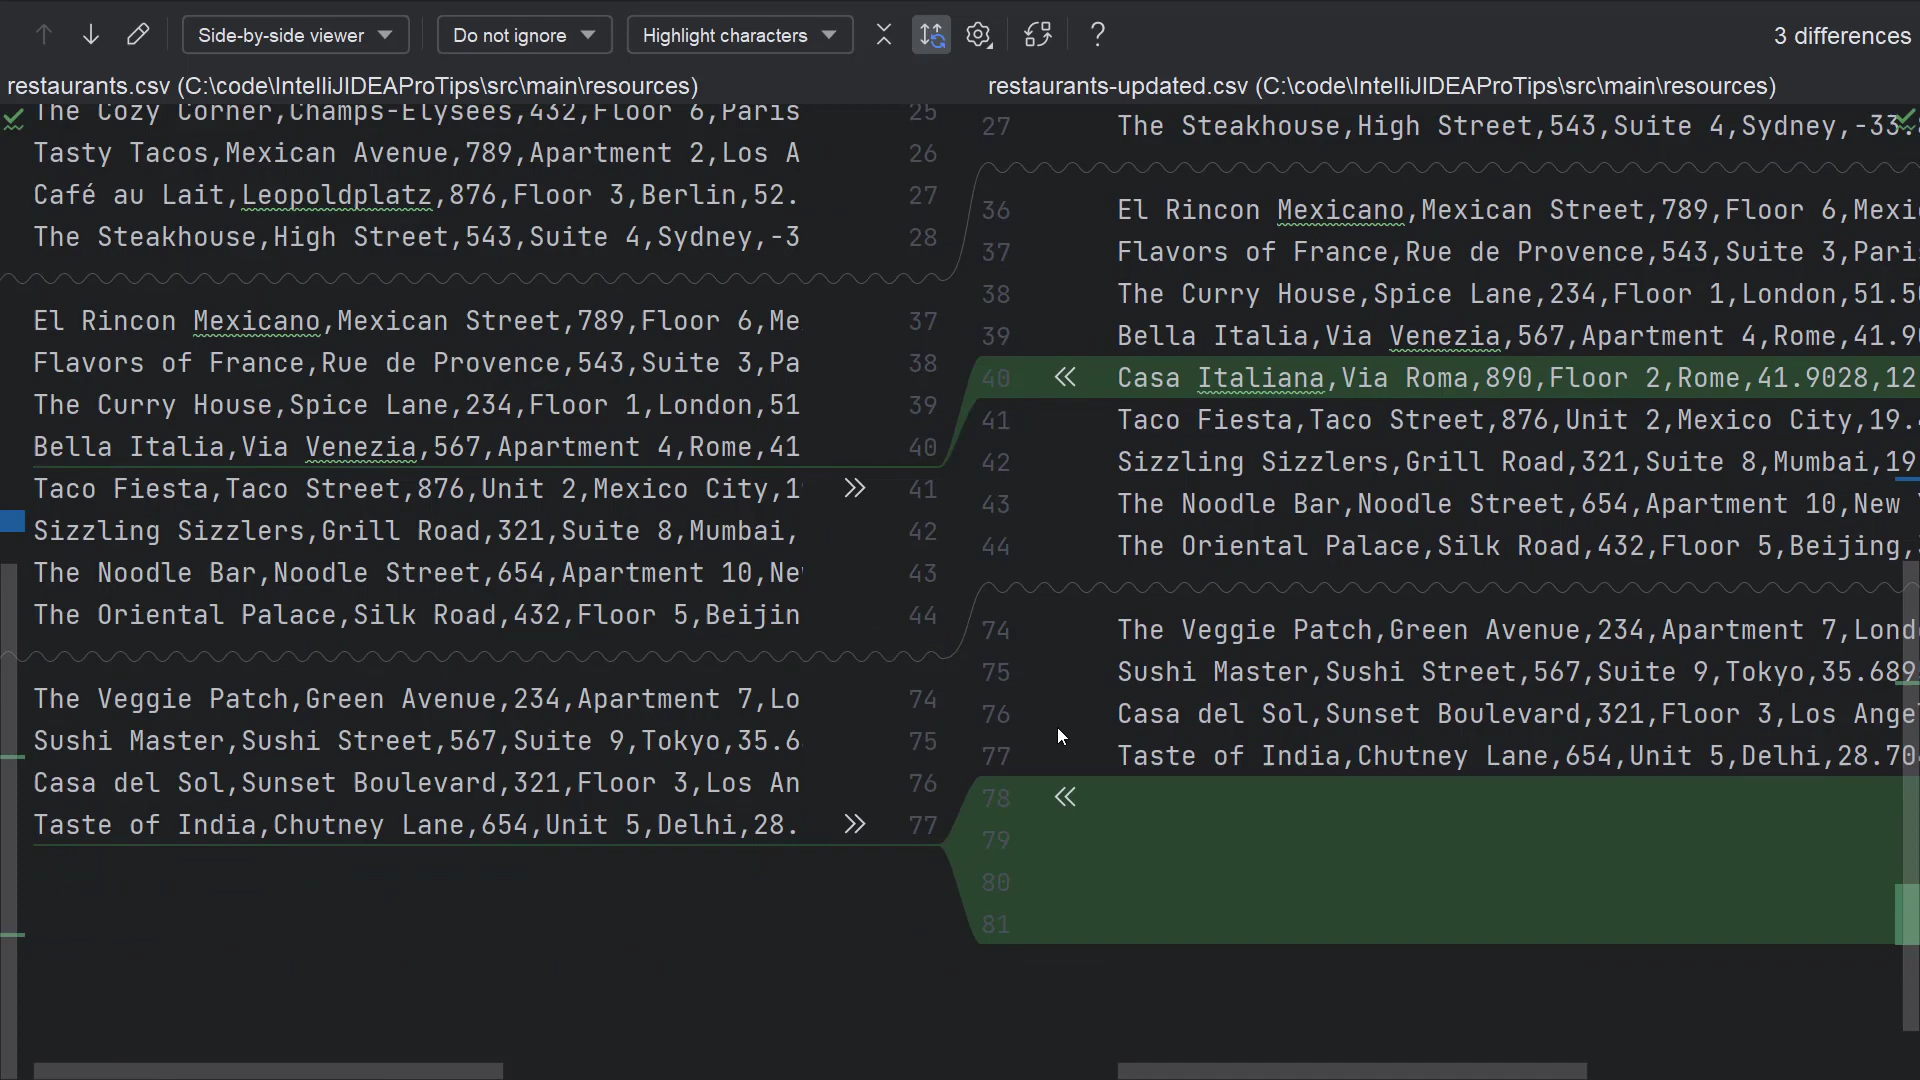 Side-by-side viewer
Do not ignore
Highlight characters
?
3 differences
restaurants.csv (C:\code\IntelliJIDEAProTips\src\main\resources)
The Cozy Corner,Champs-Elysees,432,Floor 6,Paris
25
Tasty Tacos,Mexican Avenue,789,Apartment 2,Los A
26
Café au Lait,Leopoldplatz,876,Floor 3,Berlin,52.
27
The Steakhouse,High Street,543,Suite 4,Sydney,-3
28
El Rincon Mexicano,Mexican Street,789,Floor 6,Me
37
Flavors of France,Rue de Provence,543,Suite 3,Pa
38
The Curry House,Spice Lane,234,Floor 1,London,51
39
Bella Italia,Via Venezia,567,Apartment 4,Rome,41
40
Taco Fiesta,Taco Street,876,Unit 2,Mexico City,1
41
Sizzling Sizzlers,Grill Road,321,Suite 8,Mumbai,
42
The Noodle Bar,Noodle Street,654,Apartment 10,Ne
43
The Oriental Palace,Silk Road,432,Floor 5,Beijin
44
The Veggie Patch,Green Avenue,234,Apartment 7,Lo
74
Sushi Master,Sushi Street,567,Suite 9,Tokyo,35.6
75
Casa del Sol,Sunset Boulevard,321,Floor 3,Los An
76
Taste of India,Chutney Lane,654,Unit 5,Delhi,28.
77
restaurants-updated.csv (C:\code\IntelliJIDEAProTips\src\main\resources)
27 The Steakhouse,High Street,543,Suite 4,Sydney,-33.
36 El Rincon Mexicano,Mexican Street,789,Floor 6,Mexi
37 Flavors of France,Rue de Provence,543,Suite 3,Pari
38 The Curry House,Spice Lane,234,Floor 1,London,51.50
39 Bella Italia,Via Venezia,567,Apartment 4,Rome,41.90
40 Casa Italiana,Via Roma,890,Floor 2,Rome,41.9028,12
41 Taco Fiesta,Taco Street,876,Unit 2,Mexico City,19.
42 Sizzling Sizzlers,Grill Road,321,Suite 8,Mumbai,19
43 The Noodle Bar,Noodle Street,654,Apartment 10,New
44 The Oriental Palace,Silk Road,432,Floor 5,Beijing,
74 The Veggie Patch,Green Avenue,234,Apartment 7,Lond
75 Sushi Master,Sushi Street,567,Suite 9,Tokyo,35.689
76 Casa del Sol,Sunset Boulevard,321,Floor 3,Los Ange
77 Taste of India,Chutney Lane,654,Unit 5,Delhi,28.70
78
79
80
81